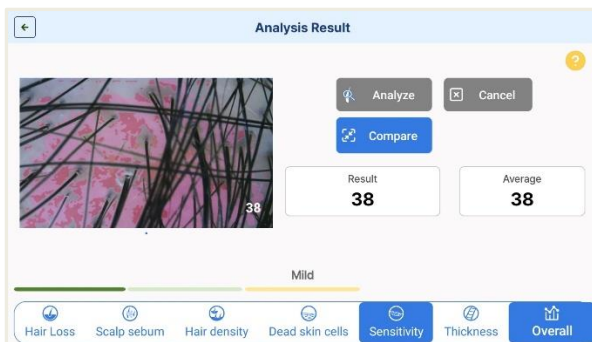 Analysis Result
?
Analyze
Cancel
Compare
38
Result
38
Average
38
Mild
Hair Loss
Scalp sebum
Hair density
Dead skin cells
Sensitivity
Thickness
Overall